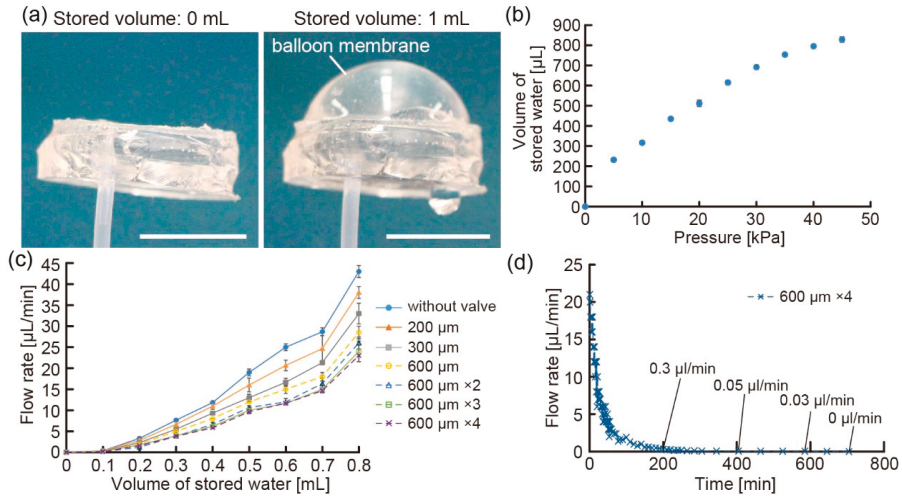 (a) Stored volume: 0 mL Stored volume: 1 mL
balloon membrane
(b)
Volume of
stored water [µL]
900
800
700
600
500
400
300
200
100
0
0 10 20 30 40 50
Pressure [kPa]
(c)
Flow rate [µL/min]
45
40
35
30
25
20
15
10
5
0
0 0.1 0.2 0.3 0.4 0.5 0.6 0.7 0.8
Volume of stored water [mL]
without valve
200 µm
300 µm
600 µm
600 µm ×2
600 µm ×3
600 µm ×4
(d)
Flow rate [µL/min]
25
20
15
10
5
0
600 µm ×4
0.3 µl/min
0.05 µl/min
0.03 µl/min
0 µl/min
0 200 400 600 800
Time [min]